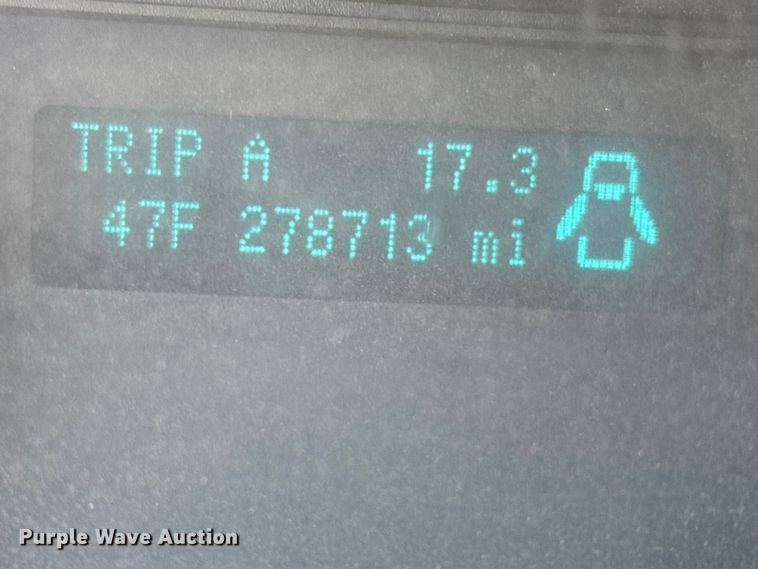 TRIP A 17.3
47F 278713 mi
Purple Wave Auction